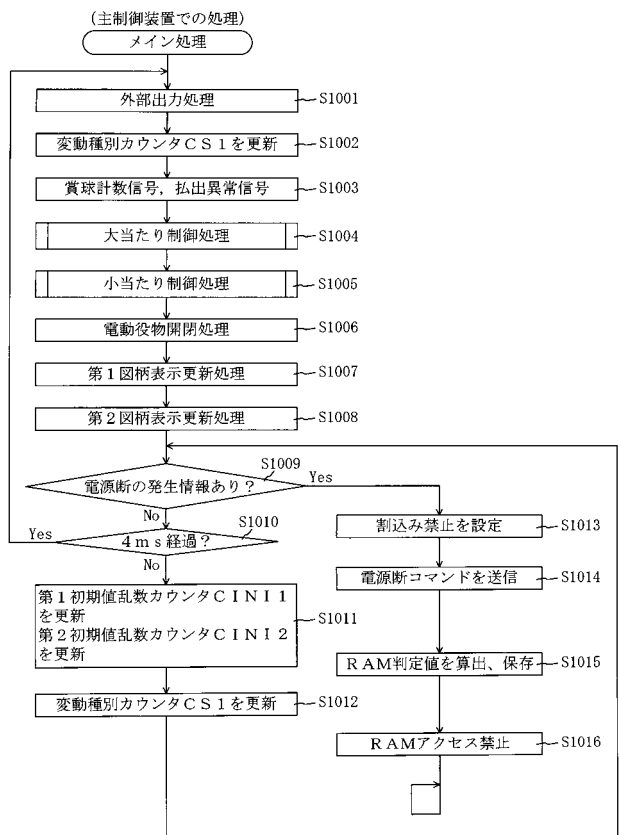 (主制御装置での処理)
メイン処理
外部出力処理
S1001
変動種別カウンタCS1を更新
S1002
賞球計数信号，払出異常信号
S1003
大当たり制御処理
S1004
小当たり制御処理
S1005
電動役物開閉処理
S1006
第1図柄表示更新処理
S1007
第2図柄表示更新処理
S1008
S1009
電源断の発生情報あり？
Yes
No
S1010
Yes
4ms経過？
No
割込み禁止を設定
S1013
電源断コマンドを送信
S1014
第1初期値乱数カウンタCINI1
を更新
第2初期値乱数カウンタCINI2
を更新
S1011
RAM判定値を算出、保存
S1015
変動種別カウンタCS1を更新
S1012
RAMアクセス禁止
S1016